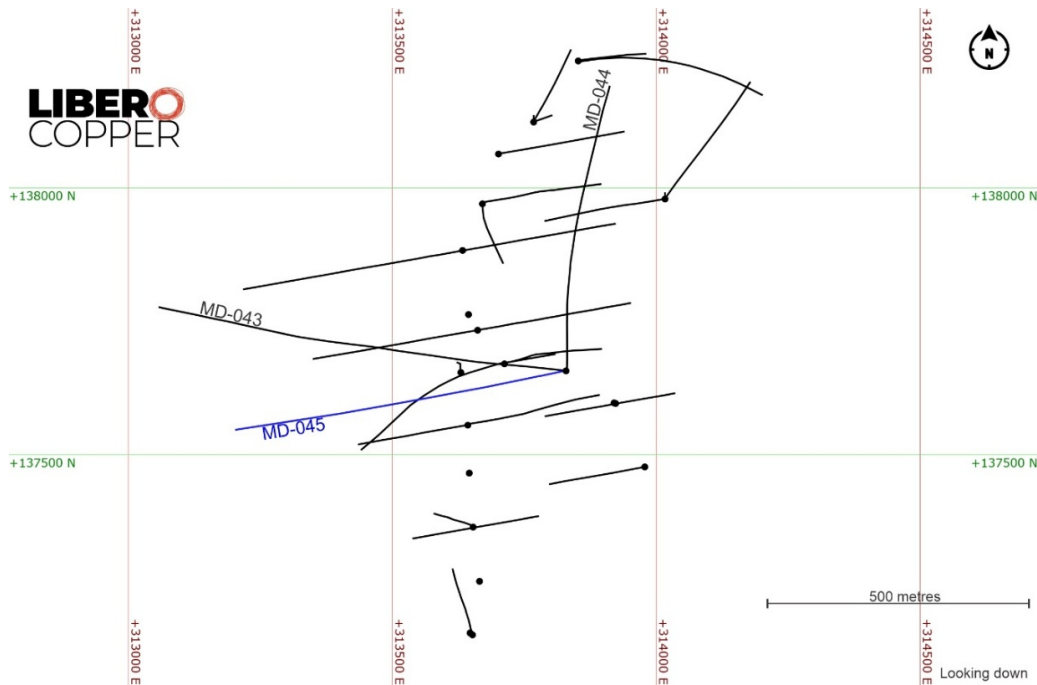 +313000 E
+313500 E
+314000 E
+314500 E
N
LIBERO
COPPER
MD-044
+138000 N
+138000 N
MD-043
MD-045
+137500 N
+137500 N
500 metres
+313000 E
+313500 E
+314000 E
+314500 E
Looking down